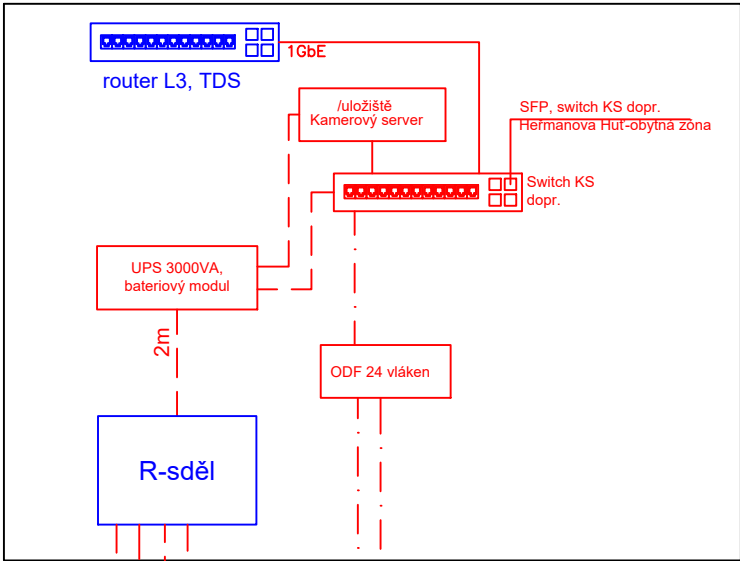 1GbE
router L3, TDS
/uložiště
Kamerový server
SFP, switch KS dopr.
Heřmanova Huť-obytná zóna
Switch KS
dopr.
UPS 3000VA,
bateriový modul
2m
ODF 24 vláken
R-sděl